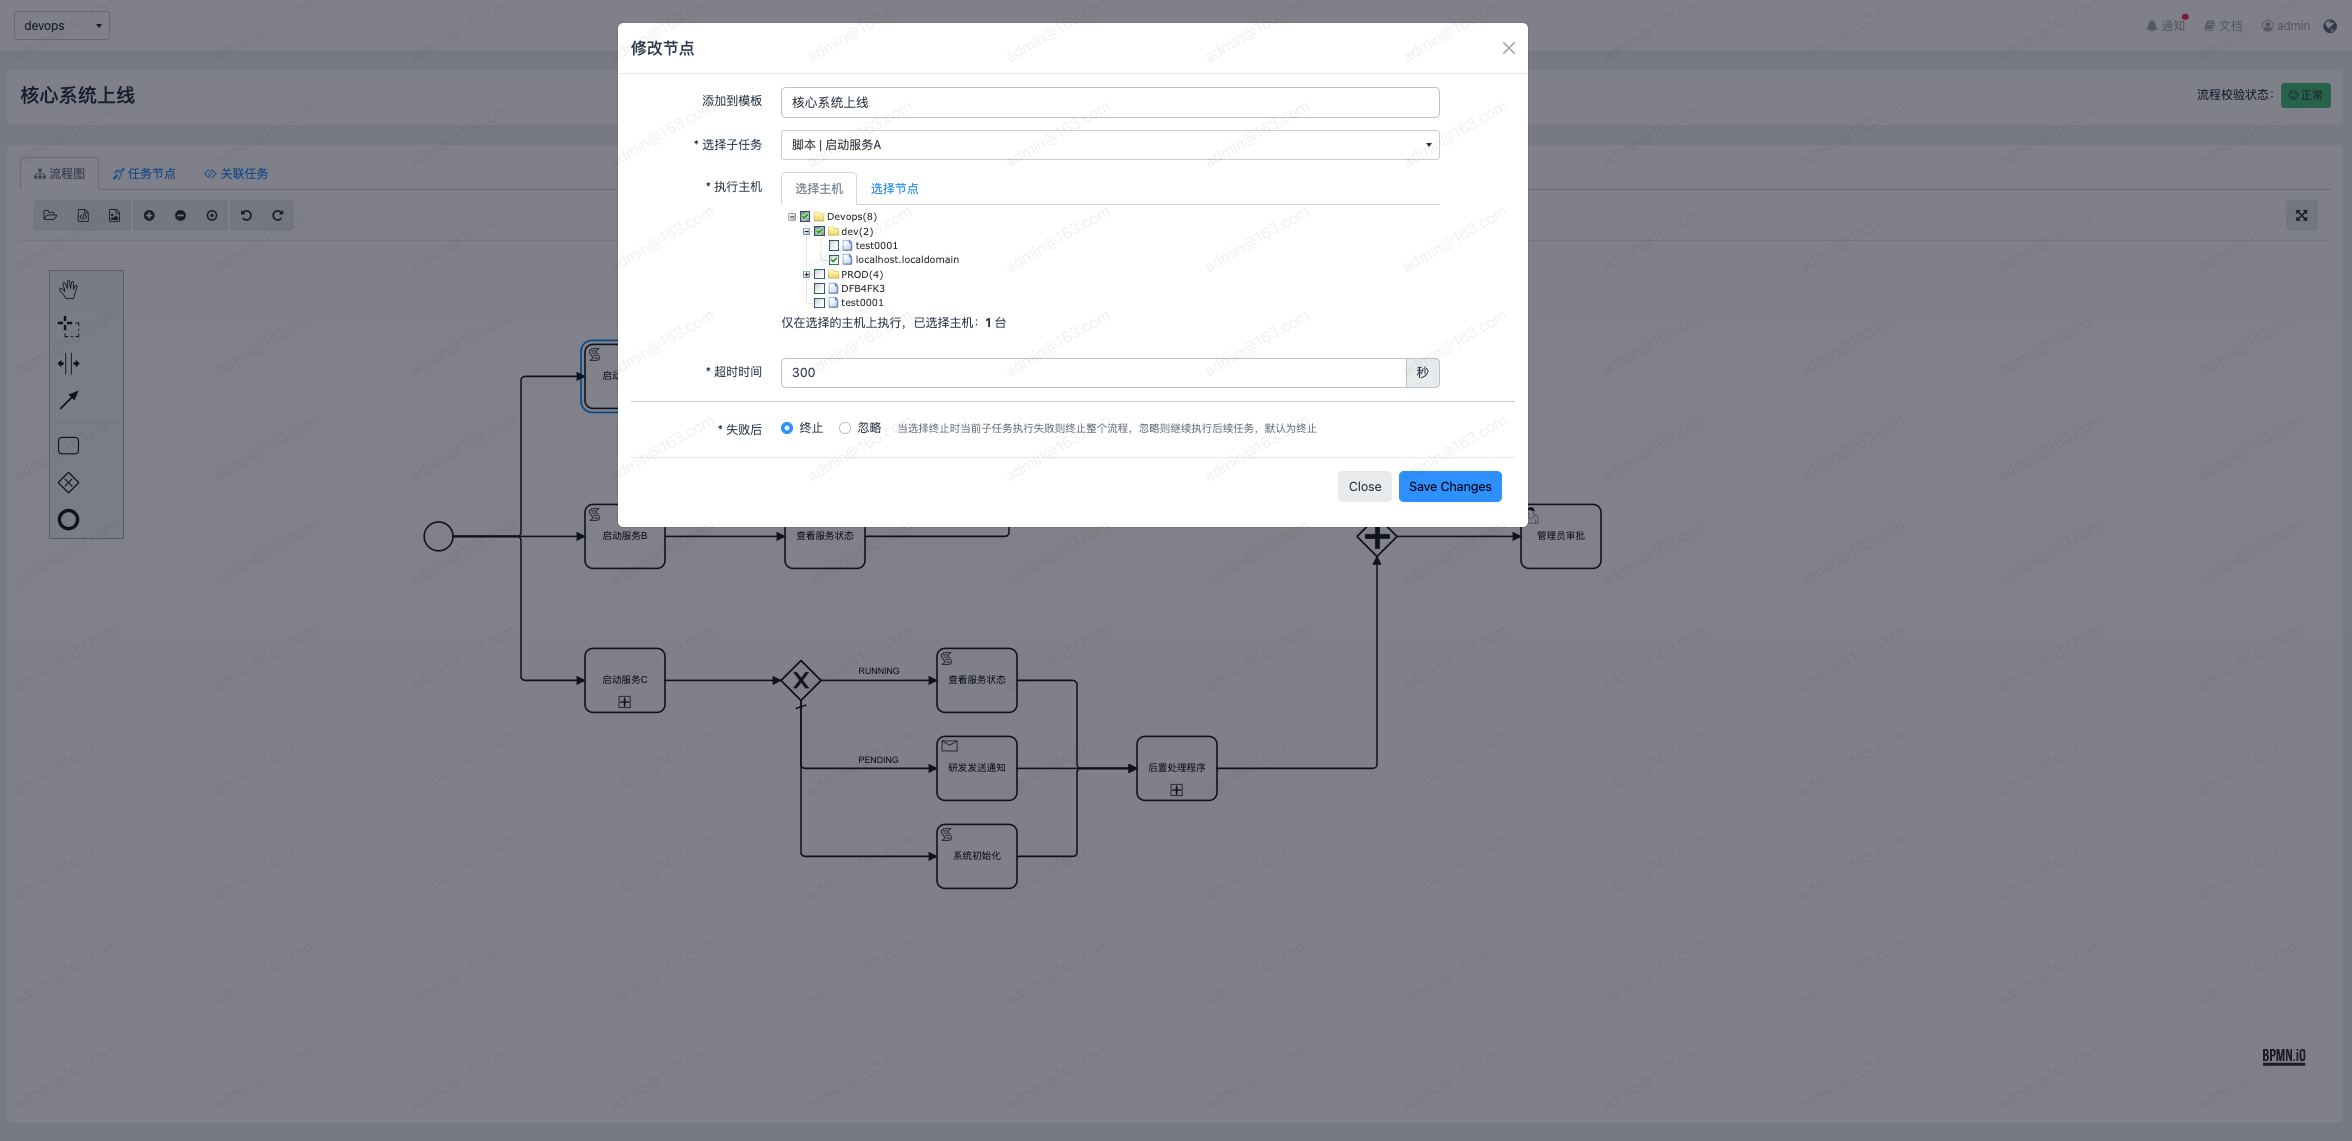 devops
通知
文档
admin
核心系统上线
流程校验状态：
正常
流程图
任务节点
关联任务
修改节点
添加到模板
核心系统上线
* 选择子任务
脚本 | 启动服务A
* 执行主机
选择主机
选择节点
Devops(8)
dev(2)
test0001
localhost.localdomain
PROD(4)
DFB4FK3
test0001
仅在选择的主机上执行，已选择主机：1 台
* 超时时间
300
秒
* 失败后
终止
忽略
当选择终止时当前子任务执行失败则终止整个流程，忽略则继续执行后续任务，默认为终止
Close
Save Changes
启动
启动服务B
查看服务状态
管理员审批
启动服务C
RUNNING
查看服务状态
PENDING
研发发送通知
后置处理程序
系统初始化
BPMN.iO
admin@163.com